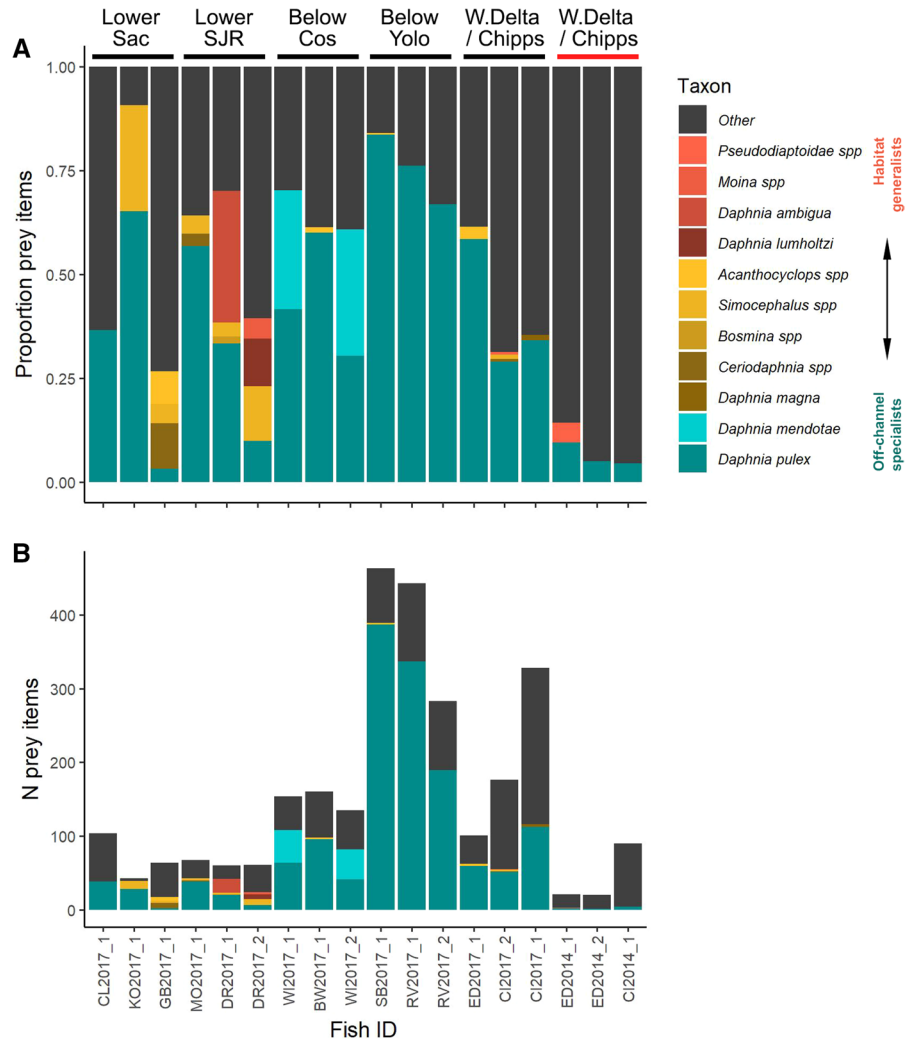 Lower Sac
Lower SJR
Below Cos
Below Yolo
W.Delta / Chipps
W.Delta / Chipps
A
Proportion prey items
1.00
0.75
0.50
0.25
0.00
Taxon
Other
Pseudodiaptoidae spp
Moina spp
Daphnia ambigua
Daphnia lumholtzi
Acanthocyclops spp
Simocephalus spp
Bosmina spp
Ceriodaphnia spp
Daphnia magna
Daphnia mendotae
Daphnia pulex
Habitat
generalists
Off-channel
specialists
B
N prey items
400
300
200
100
0
CL2017_1
KO2017_1
GB2017_1
MO2017_1
DR2017_1
DR2017_2
WI2017_1
BW2017_1
WI2017_2
SB2017_1
RV2017_1
RV2017_2
ED2017_1
CI2017_2
CI2017_1
ED2014_1
ED2014_2
CI2014_1
Fish ID